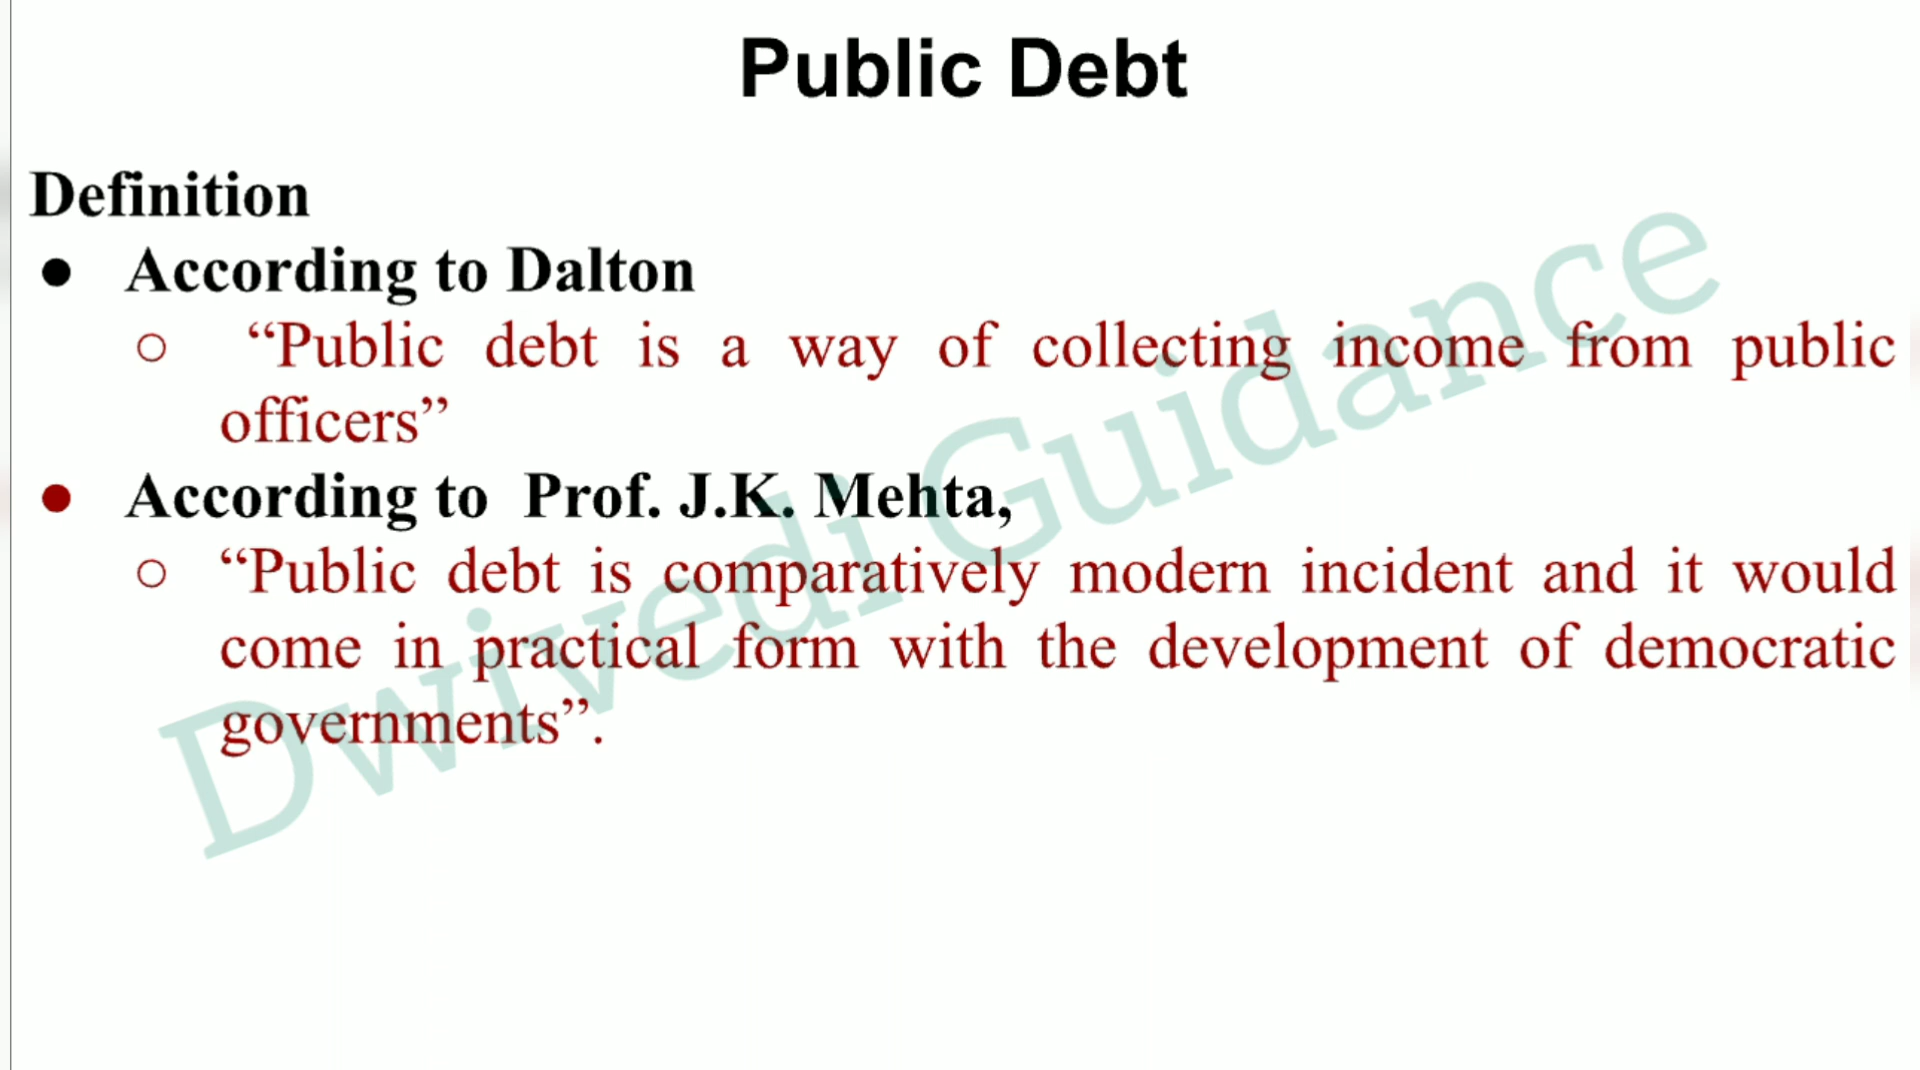 Public Debt
Definition
● According to Dalton
○ “Public debt is a way of collecting income from public
officers”
● According to Prof. J.K. Mehta,
○ “Public debt is comparatively modern incident and it would
come in practical form with the development of democratic
governments”.
Dwivedi Guidance